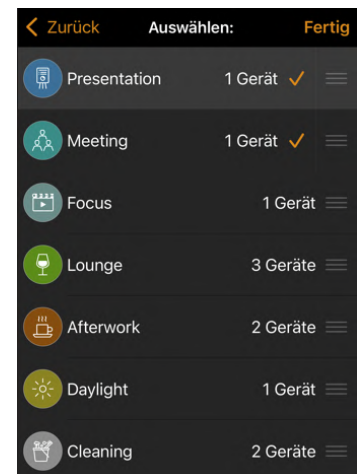 Zurück Auswählen: Fertig
Presentation 1 Gerät
Meeting 1 Gerät
Focus 1 Gerät
Lounge 3 Geräte
Afterwork 2 Geräte
Daylight 1 Gerät
Cleaning 2 Geräte